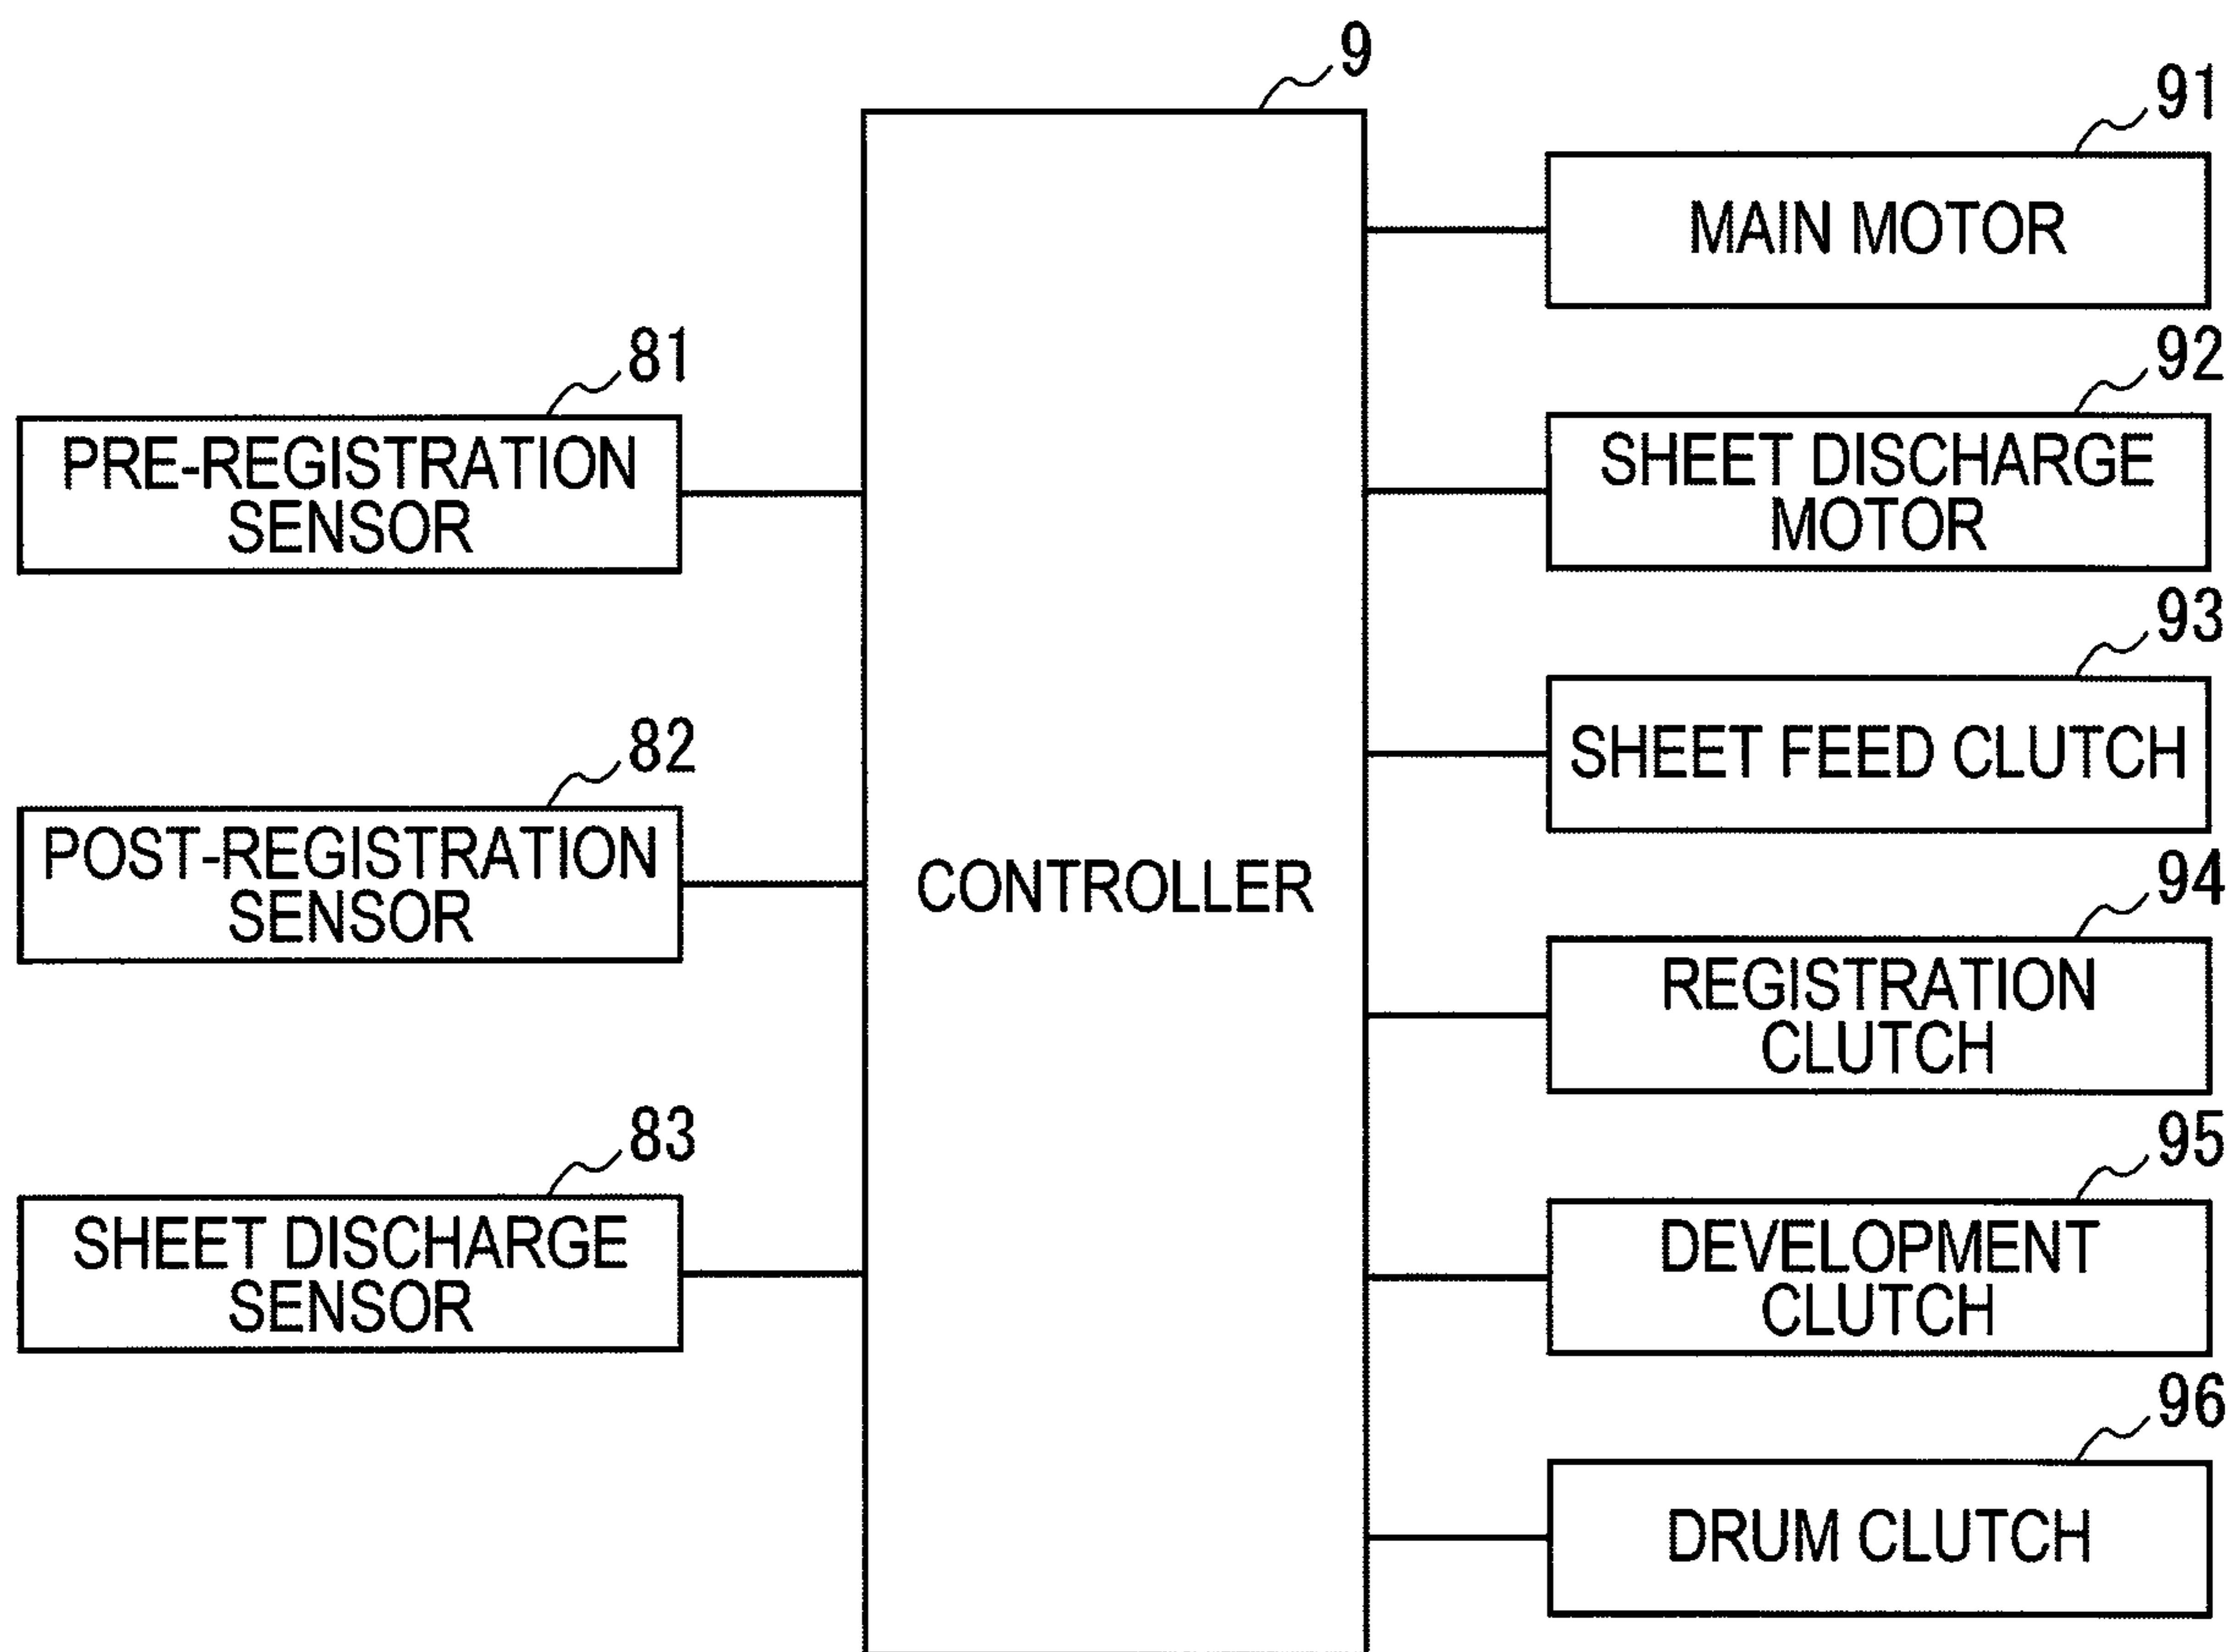 9
91
MAIN MOTOR
81
92
PRE-REGISTRATION
SENSOR
SHEET DISCHARGE
MOTOR
93
82
SHEET FEED CLUTCH
POST-REGISTRATION
SENSOR
CONTROLLER
94
REGISTRATION
CLUTCH
83
95
SHEET DISCHARGE
SENSOR
DEVELOPMENT
CLUTCH
96
DRUM CLUTCH